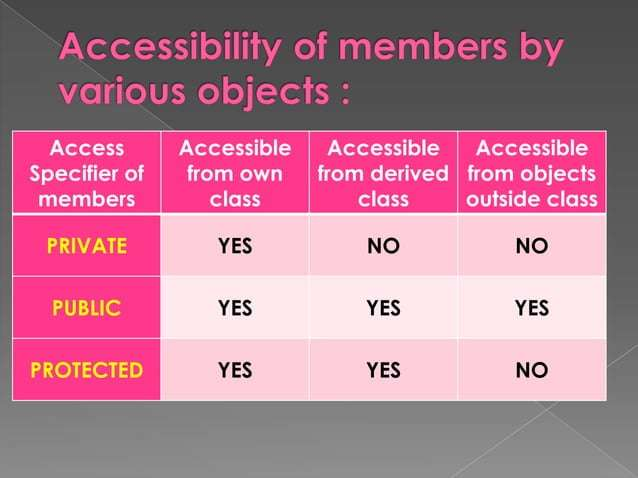 Accessibility of members by
various objects :
Access
Specifier of
members
Accessible
from own
class
Accessible
from derived
class
Accessible
from objects
outside class
PRIVATE YES NO NO
PUBLIC YES YES YES
PROTECTED YES YES NO